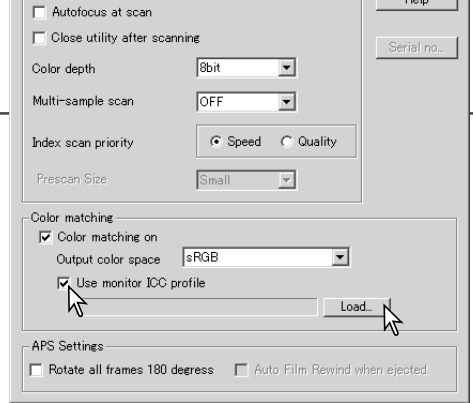 Help
Autofocus at scan
Close utility after scanning
Serial no...
Color depth 8bit
Multi-sample scan OFF
Index scan priority Speed Quality
Prescan Size Small
Color matching
Color matching on
Output color space sRGB
Use monitor ICC profile
Load...
APS Settings
Rotate all frames 180 degress Auto Film Rewind when ejected.